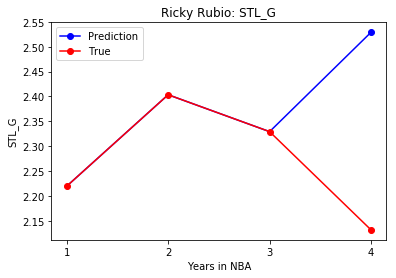 Ricky Rubio: STL_G
Prediction
True
2.55
2.50
2.45
2.40
2.35
2.30
2.25
2.20
2.15
STL_G
1
2
3
4
Years in NBA